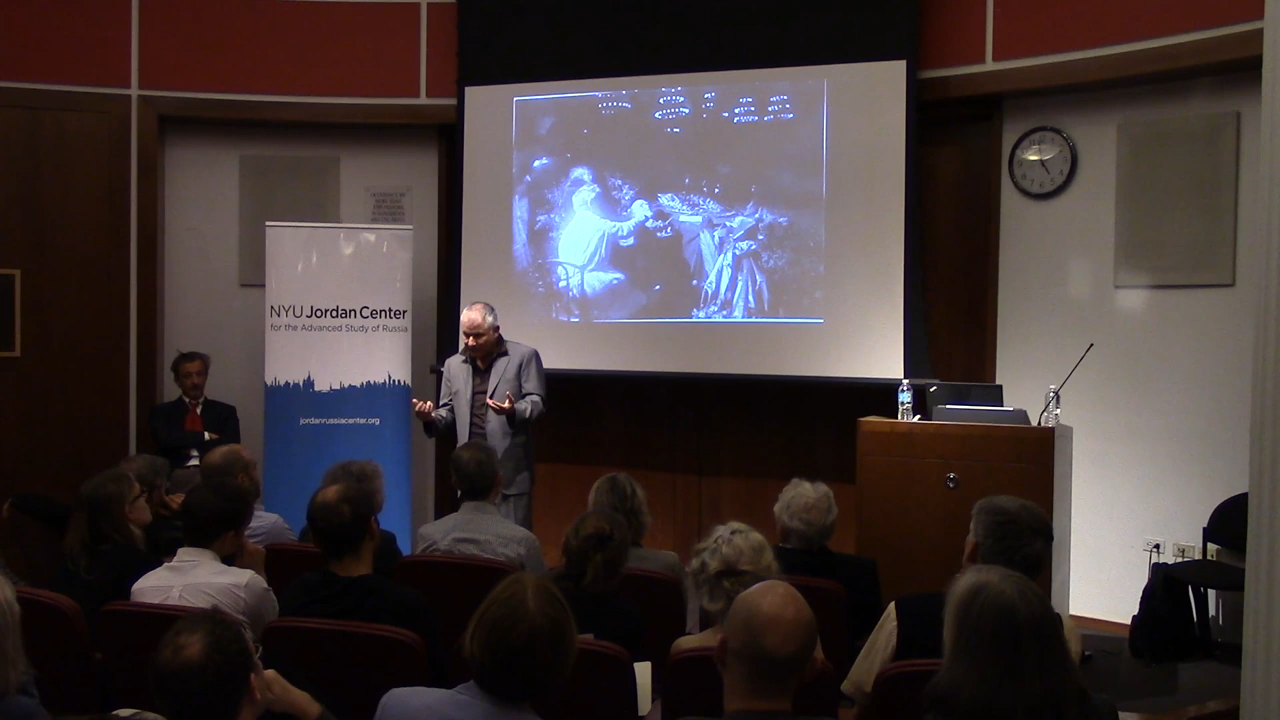 NYU Jordan Center
for the Advanced Study of Russia
jordanrussiacenter.org